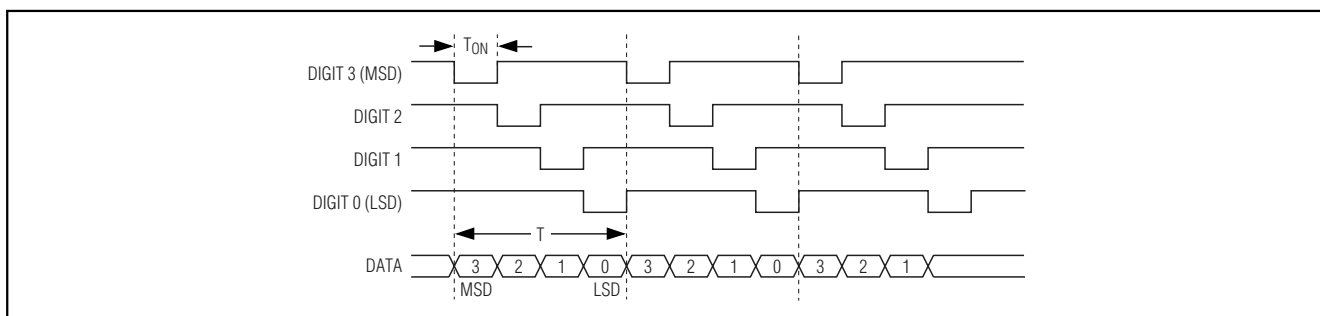 TON
DIGIT 3 (MSD)
DIGIT 2
DIGIT 1
DIGIT 0 (LSD)
T
DATA 3 2 1 0 3 2 1 0 3 2 1
MSD LSD